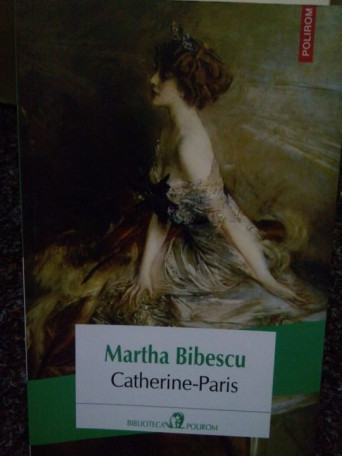 POLIROM
Martha Bibescu
Catherine-Paris
BIBLIOTECA POLIROM